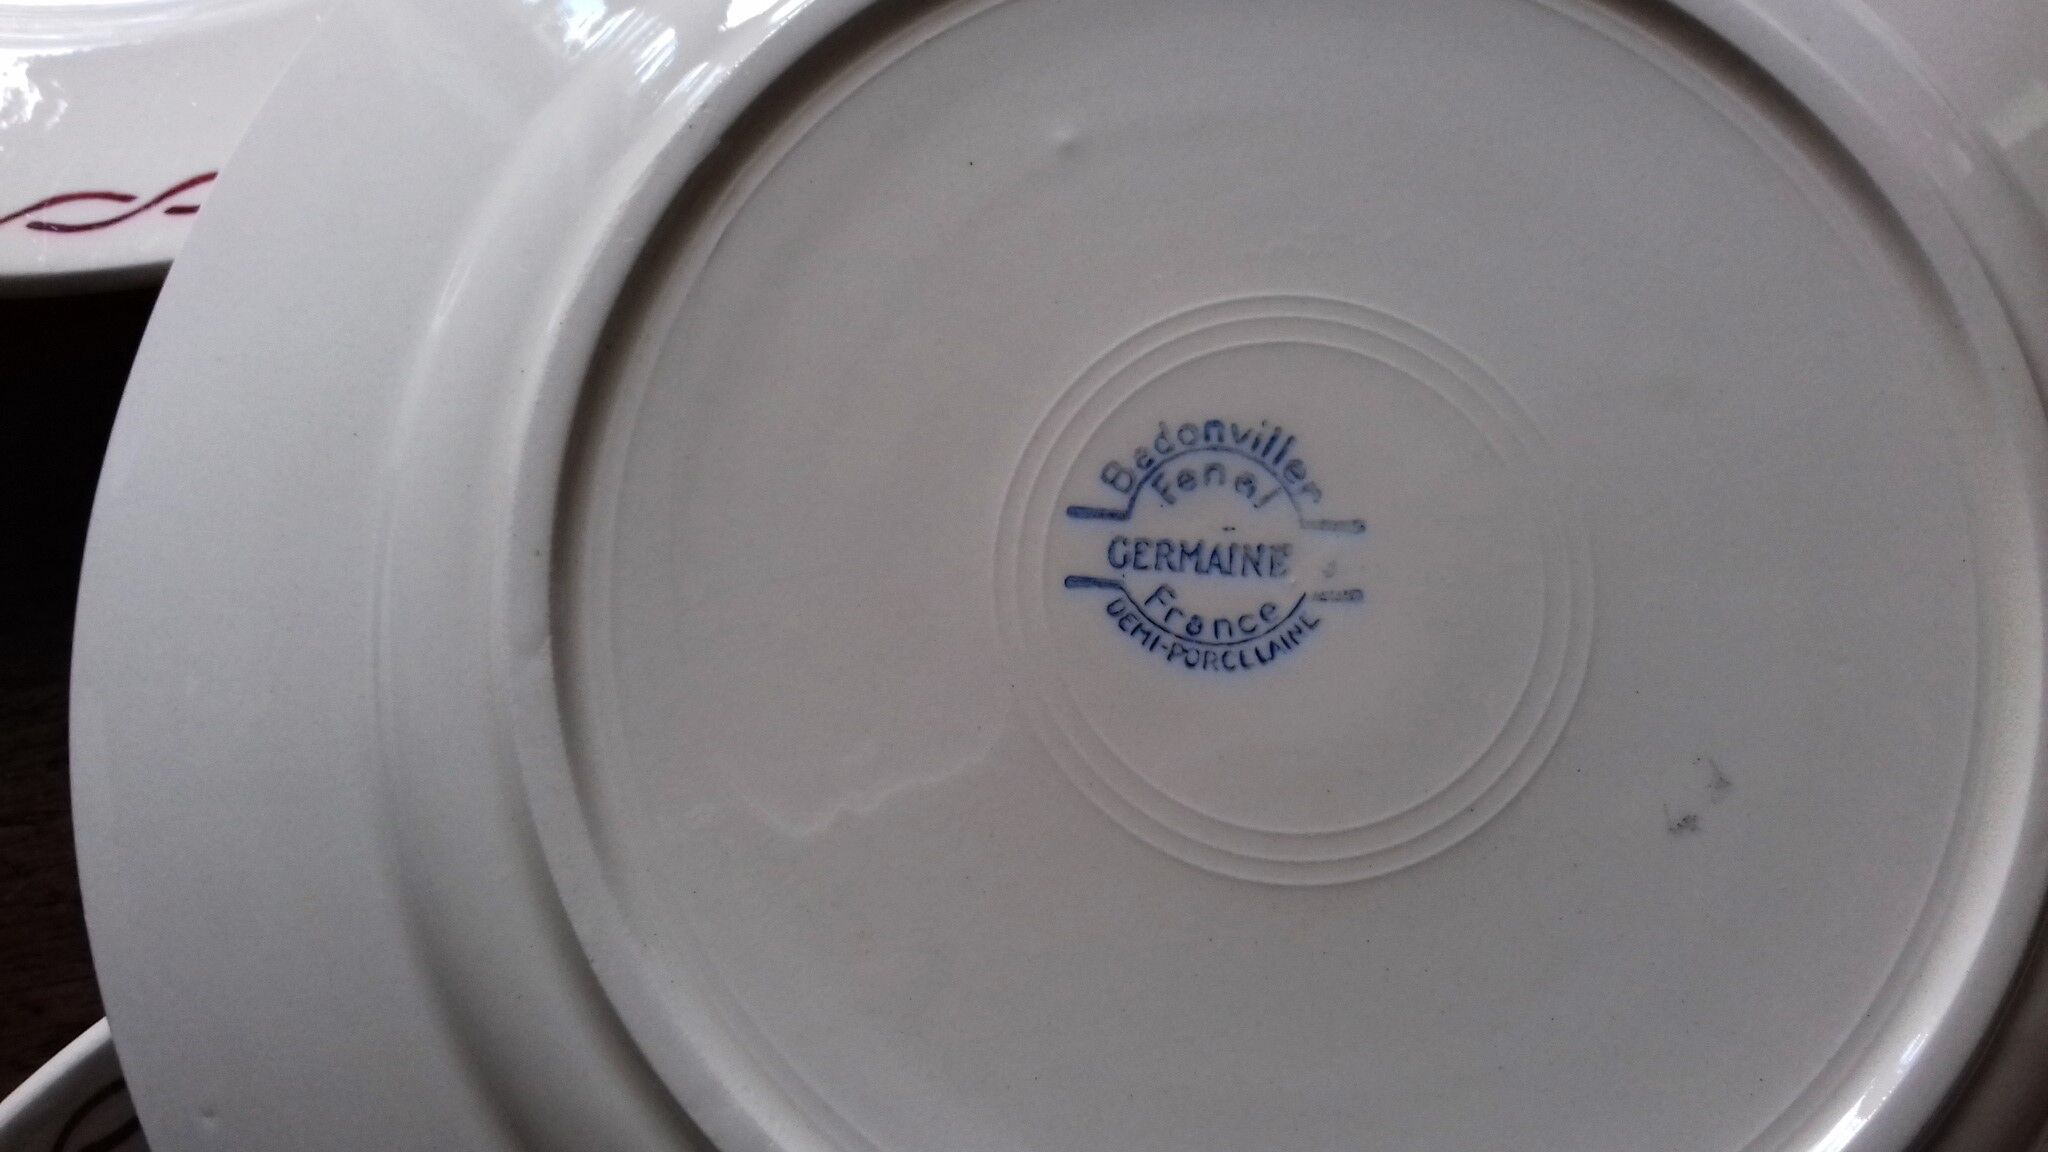 Badonviller
Fenal
GERMAINE
France
DEMI-PORCELAINE